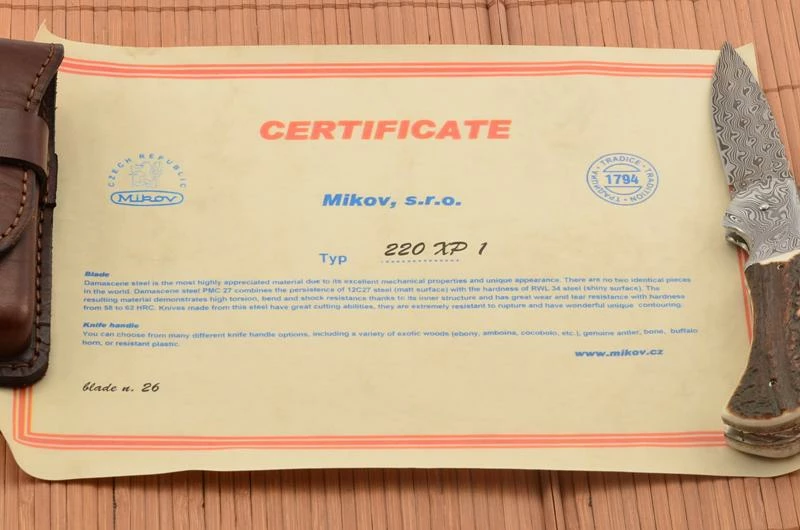 CERTIFICATE
CZECH REPUBLIC
Mikov
TRADICE • TRADITION • ТРАДИЦИЯ •
1794
Mikov, s.r.o.
Typ 220 XP 1
Blade
Damascene steel is the most highly appreciated material due to its excellent mechanical properties and unique appearance. There are no two identical pieces
in the world. Damascene steel PMC 27 combines the persistence of 12C27 steel (matt surface) with the hardness of RWL 34 steel (shiny surface). The
resulting material demonstrates high torsion, bend and shock resistance thanks to its inner structure and has great wear and tear resistance with hardness
from 58 to 62 HRC. Knives made from this steel have great cutting abilities, they are extremely resistant to rupture and have wonderful unique contouring.
Knife handle
You can choose from many different knife handle options, including a variety of exotic woods (ebony, amboina, cocobolo, etc.), genuine antler, bone, buffalo
horn, or resistant plastic.
www.mikov.cz
blade n. 26